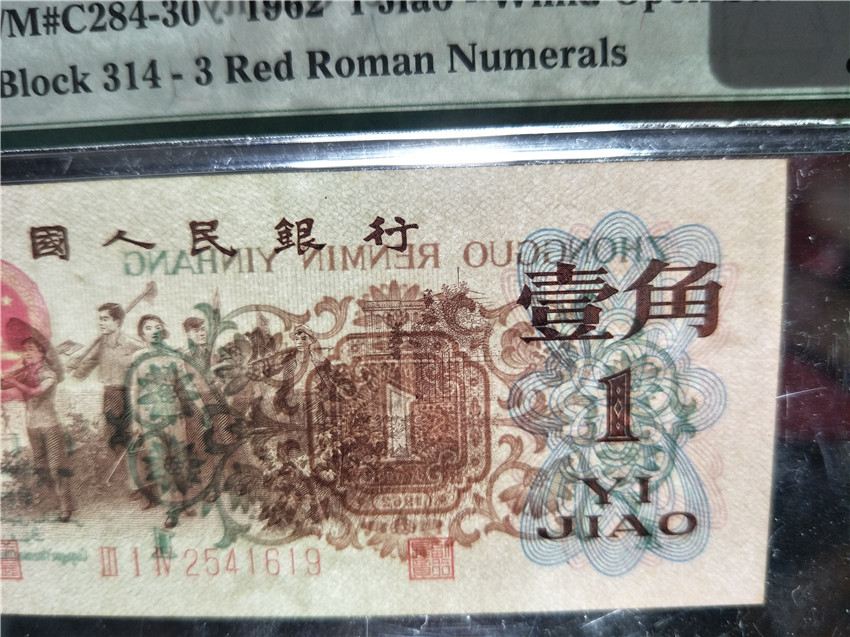 /M#C284-30 1962 1 Jiao -
Block 314 - 3 Red Roman Numerals
國人民銀行
ZHONGGUO RENMIN YINHANG
壹角
1
1
YI
JIAO
III I IV 2541619